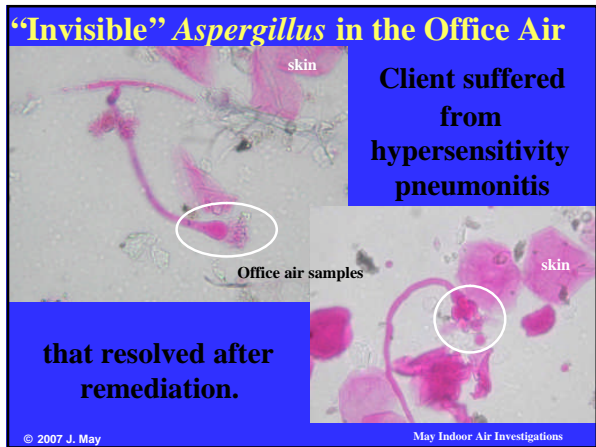 “Invisible” Aspergillus in the Office Air
skin
Client suffered
from
hypersensitivity
pneumonitis
Office air samples
skin
that resolved after
remediation.
© 2007 J. May
May Indoor Air Investigations